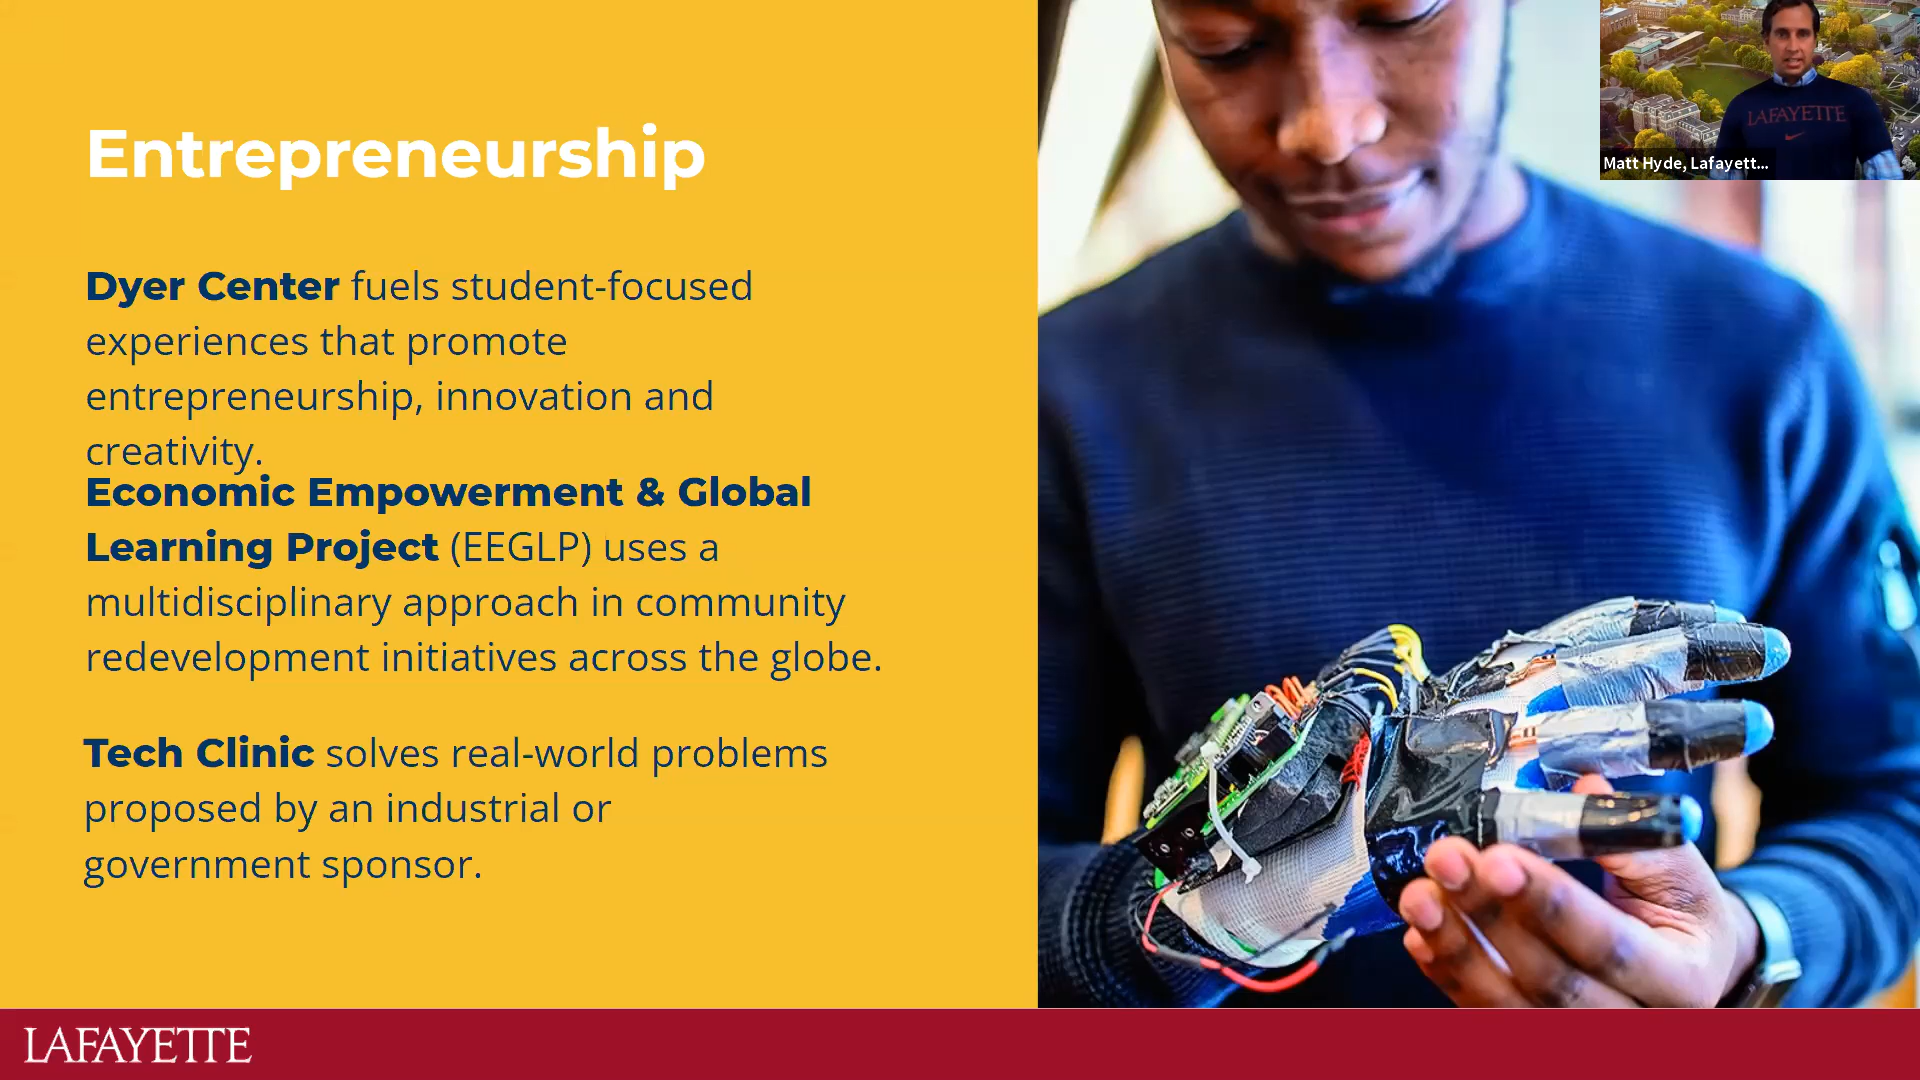 Entrepreneurship
Dyer Center fuels student-focused
experiences that promote
entrepreneurship, innovation and
creativity.
Economic Empowerment & Global
Learning Project (EEGLP) uses a
multidisciplinary approach in community
redevelopment initiatives across the globe.
Tech Clinic solves real-world problems
proposed by an industrial or
government sponsor.
LAFAYETTE
Matt Hyde, Lafayett...
LAFAYETTE